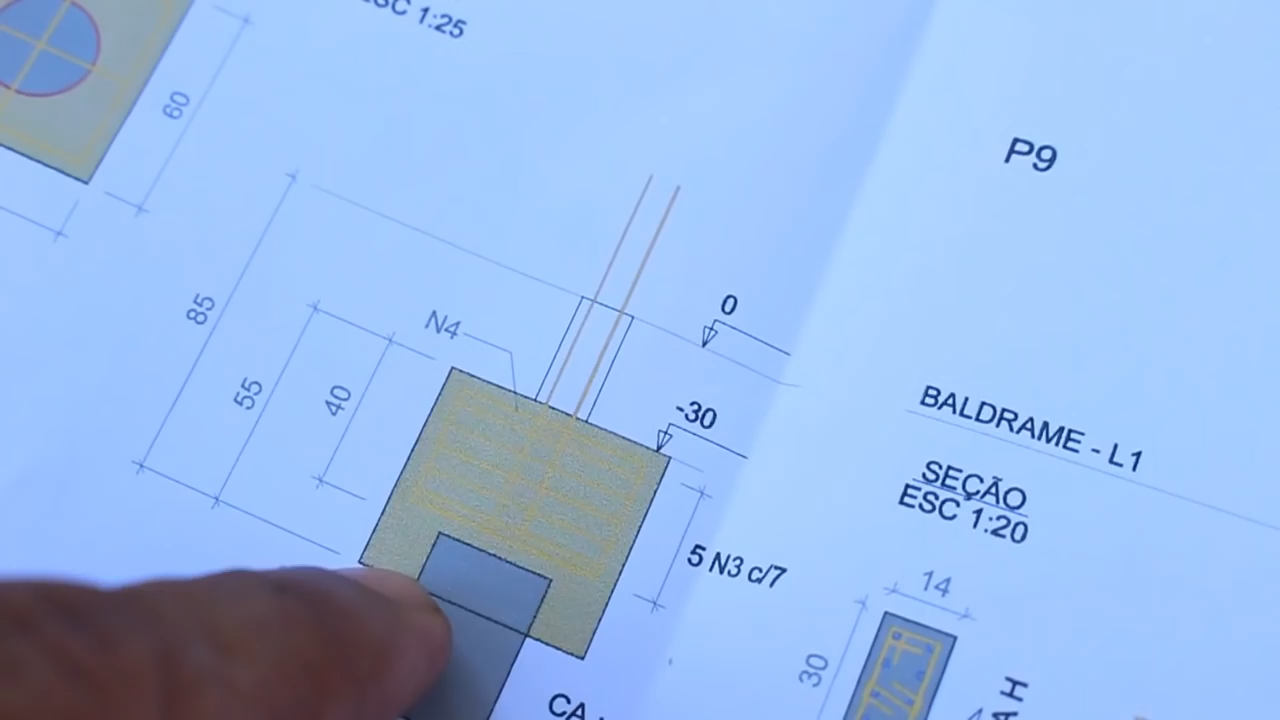 ESC 1:25
60
85
55
40
N4
0
-30
5 N3 c/7
P9
BALDRAME - L1
SEÇÃO
ESC 1:20
14
30